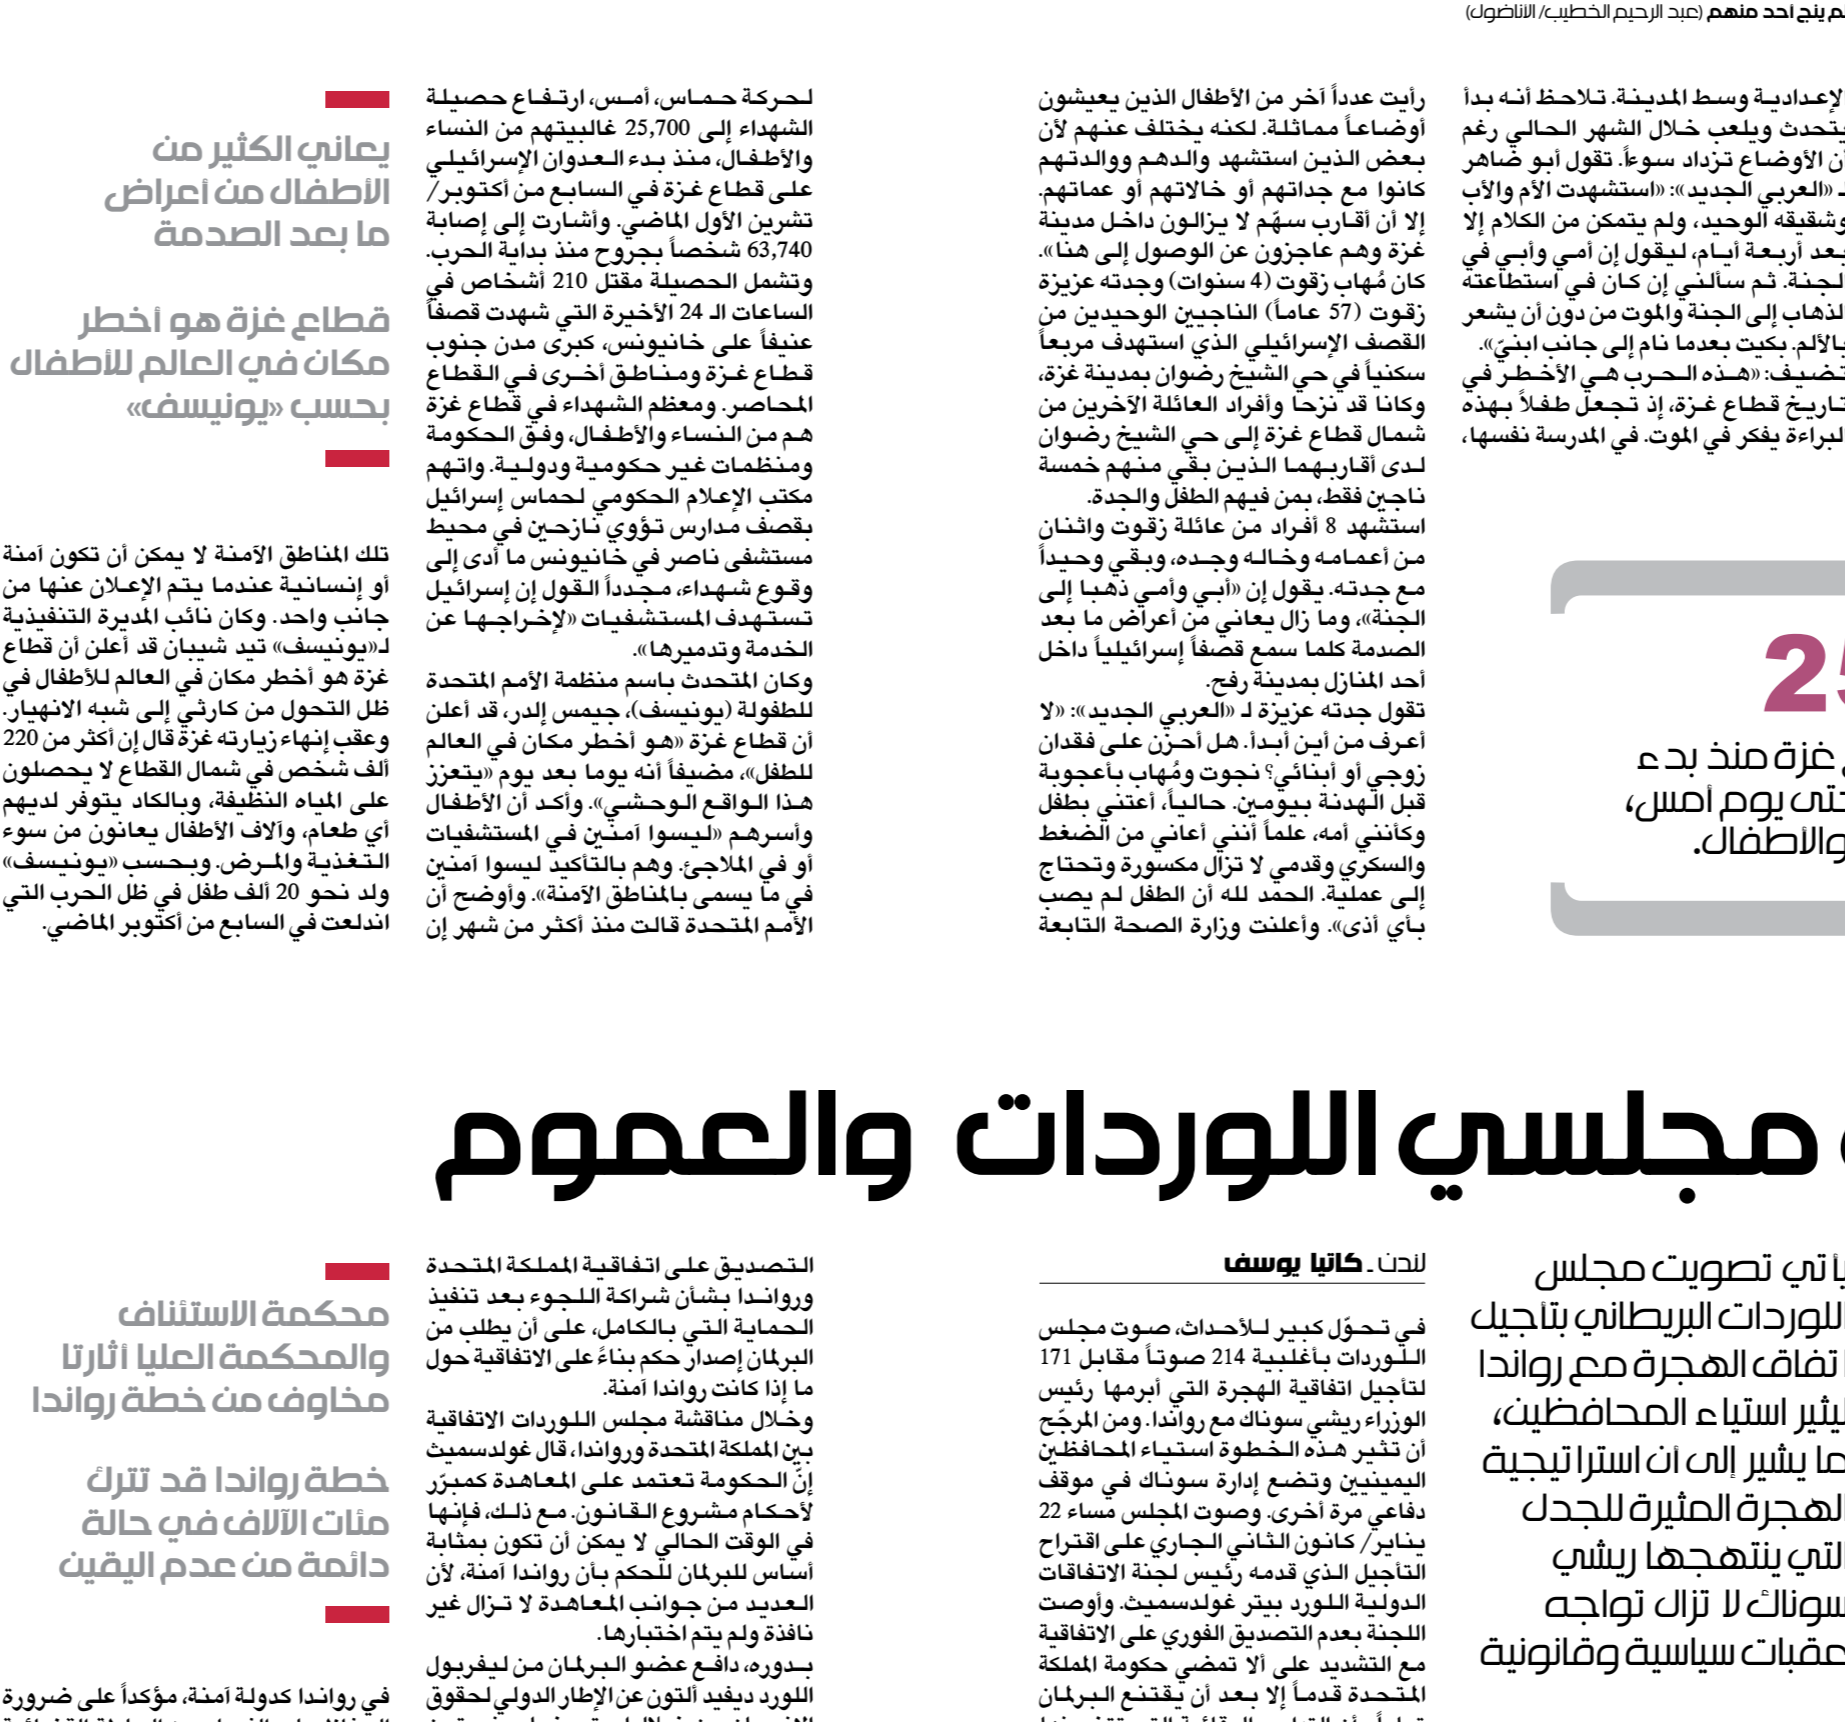 لم ينج أحد منهم (عبد الرحيم الخطيب/ الأناضول)
الإعدادية وسط المدينة. تلاحظ أنه بدأ
يتحدث ويلعب خلال الشهر الحالي رغم
أن الأوضاع تزداد سوءاً. تقول أبو ضاهر
لـ «العربي الجديد»: «استشهدت الأم والأب
وشقيقه الوحيد، ولم يتمكن من الكلام إلا
بعد أربعة أيام، ليقول إن أمي وأبي في
الجنة. ثم سألني إن كان في استطاعته
الذهاب إلى الجنة والموت من دون أن يشعر
بالألم. بكيت بعدما نام إلى جانب ابنيّ».
تضيف: «هذه الحرب هي الأخطر في
تاريخ قطاع غزة، إذ تجعل طفلاً بهذه
البراءة يفكر في الموت. في المدرسة نفسها،
25
غزة منذ بدء
حتى يوم أمس،
والأطفال.
رأيت عدداً آخر من الأطفال الذين يعيشون
أوضاعاً مماثلة. لكنه يختلف عنهم لأن
بعض الذين استشهد والدهم ووالدتهم
كانوا مع جداتهم أو خالاتهم أو عماتهم.
إلا أن أقارب سهّم لا يزالون داخل مدينة
غزة وهم عاجزون عن الوصول إلى هنا».
كان مُهاب زقوت (4 سنوات) وجدته عزيزة
زقوت (57 عاماً) الناجيين الوحيدين من
القصف الإسرائيلي الذي استهدف مربعاً
سكنياً في حي الشيخ رضوان بمدينة غزة،
وكانا قد نزحا وأفراد العائلة الآخرين من
شمال قطاع غزة إلى حي الشيخ رضوان
لدى أقاربهما الذين بقي منهم خمسة
ناجين فقط، بمن فيهم الطفل والجدة.
استشهد 8 أفراد من عائلة زقوت واثنان
من أعمامه وخاله وجده، وبقي وحيداً
مع جدته. يقول إن «أبي وأمي ذهبا إلى
الجنة»، وما زال يعاني من أعراض ما بعد
الصدمة كلما سمع قصفاً إسرائيلياً داخل
أحد المنازل بمدينة رفح.
تقول جدته عزيزة لـ «العربي الجديد»: «لا
أعرف من أين أبدأ. هل أحزن على فقدان
زوجي أو أبنائي؟ نجوت ومُهاب بأعجوبة
قبل الهدنة بيومين. حالياً، أعتني بطفل
وكأنني أمه، علماً أنني أعاني من الضغط
والسكري وقدمي لا تزال مكسورة وتحتاج
إلى عملية. الحمد لله أن الطفل لم يصب
بأي أذى». وأعلنت وزارة الصحة التابعة
لحركة حماس، أمس، ارتفاع حصيلة
الشهداء إلى 25,700 غالبيتهم من النساء
والأطفال، منذ بدء العدوان الإسرائيلي
على قطاع غزة في السابع من أكتوبر/
تشرين الأول الماضي. وأشارت إلى إصابة
63,740 شخصاً بجروح منذ بداية الحرب.
وتشمل الحصيلة مقتل 210 أشخاص في
الساعات الـ 24 الأخيرة التي شهدت قصفاً
عنيفاً على خانيونس، كبرى مدن جنوب
قطاع غزة ومناطق أخرى في القطاع
المحاصر. ومعظم الشهداء في قطاع غزة
هم من النساء والأطفال، وفق الحكومة
ومنظمات غير حكومية ودولية. واتهم
مكتب الإعلام الحكومي لحماس إسرائيل
بقصف مدارس تؤوي نازحين في محيط
مستشفى ناصر في خانيونس ما أدى إلى
وقوع شهداء، مجدداً القول إن إسرائيل
تستهدف المستشفيات «لإخراجها عن
الخدمة وتدميرها».
وكان المتحدث باسم منظمة الأمم المتحدة
للطفولة (يونيسف)، جيمس إلدر، قد أعلن
أن قطاع غزة «هو أخطر مكان في العالم
للطفل»، مضيفاً أنه يوما بعد يوم «يتعزز
هذا الواقع الوحشي». وأكد أن الأطفال
وأسرهم «ليسوا آمنين في المستشفيات
أو في الملاجئ. وهم بالتأكيد ليسوا آمنين
في ما يسمى بالمناطق الآمنة». وأوضح أن
الأمم المتحدة قالت منذ أكثر من شهر إن
يعاني الكثير من
الأطفال من أعراض
ما بعد الصدمة
قطاع غزة هو أخطر
مكان في العالم للأطفال
بحسب «يونيسف»
تلك المناطق الآمنة لا يمكن أن تكون آمنة
أو إنسانية عندما يتم الإعلان عنها من
جانب واحد. وكان نائب المديرة التنفيذية
لـ«يونيسف» تيد شيبان قد أعلن أن قطاع
غزة هو أخطر مكان في العالم للأطفال في
ظل التحول من كارثي إلى شبه الانهيار.
وعقب إنهاء زيارته غزة قال إن أكثر من 220
ألف شخص في شمال القطاع لا يحصلون
على المياه النظيفة، وبالكاد يتوفر لديهم
أي طعام، وآلاف الأطفال يعانون من سوء
التغذية والمرض. وبحسب «يونيسف»
ولد نحو 20 ألف طفل في ظل الحرب التي
اندلعت في السابع من أكتوبر الماضي.
مجلسي اللوردات والعموم
يأتي تصويت مجلس
اللوردات البريطاني بتأجيل
اتفاق الهجرة مع رواندا
ليثير استياء المحافظين،
ما يشير إلى أن استراتيجية
الهجرة المثيرة للجدل
التي ينتهجها ريشي
سوناك لا تزال تواجه
عقبات سياسية وقانونية
لندن ـ كاتيا يوسف
في تحوّل كبير للأحداث، صوت مجلس
اللوردات بأغلبية 214 صوتاً مقابل 171
لتأجيل اتفاقية الهجرة التي أبرمها رئيس
الوزراء ريشي سوناك مع رواندا. ومن المرجّح
أن تثير هذه الخطوة استياء المحافظين
اليمينيين وتضع إدارة سوناك في موقف
دفاعي مرة أخرى. وصوت المجلس مساء 22
يناير/ كانون الثاني الجاري على اقتراح
التأجيل الذي قدمه رئيس لجنة الاتفاقات
الدولية اللورد بيتر غولدسميث. وأوصت
اللجنة بعدم التصديق الفوري على الاتفاقية
مع التشديد على ألا تمضي حكومة المملكة
المتحدة قدماً إلا بعد أن يقتنع البرلمان
التصديق على اتفاقية المملكة المتحدة
ورواندا بشأن شراكة اللجوء بعد تنفيذ
الحماية التي بالكامل، على أن يطلب من
البرلمان إصدار حكم بناءً على الاتفاقية حول
ما إذا كانت رواندا آمنة.
وخلال مناقشة مجلس اللوردات الاتفاقية
بين المملكة المتحدة ورواندا، قال غولدسميث
إنّ الحكومة تعتمد على المعاهدة كمبرّر
لأحكام مشروع القانون. مع ذلك، فإنها
في الوقت الحالي لا يمكن أن تكون بمثابة
أساس للبرلمان للحكم بأن رواندا آمنة، لأن
العديد من جوانب المعاهدة لا تزال غير
نافذة ولم يتم اختبارها.
بدوره، دافع عضو البرلمان من ليفربول
اللورد ديفيد ألتون عن الإطار الدولي لحقوق
محكمة الاستئناف
والمحكمة العليا أثارتا
مخاوف من خطة رواندا
خطة رواندا قد تترك
مئات الآلاف في حالة
دائمة من عدم اليقين
في رواندا كدولة آمنة، مؤكداً على ضرورة